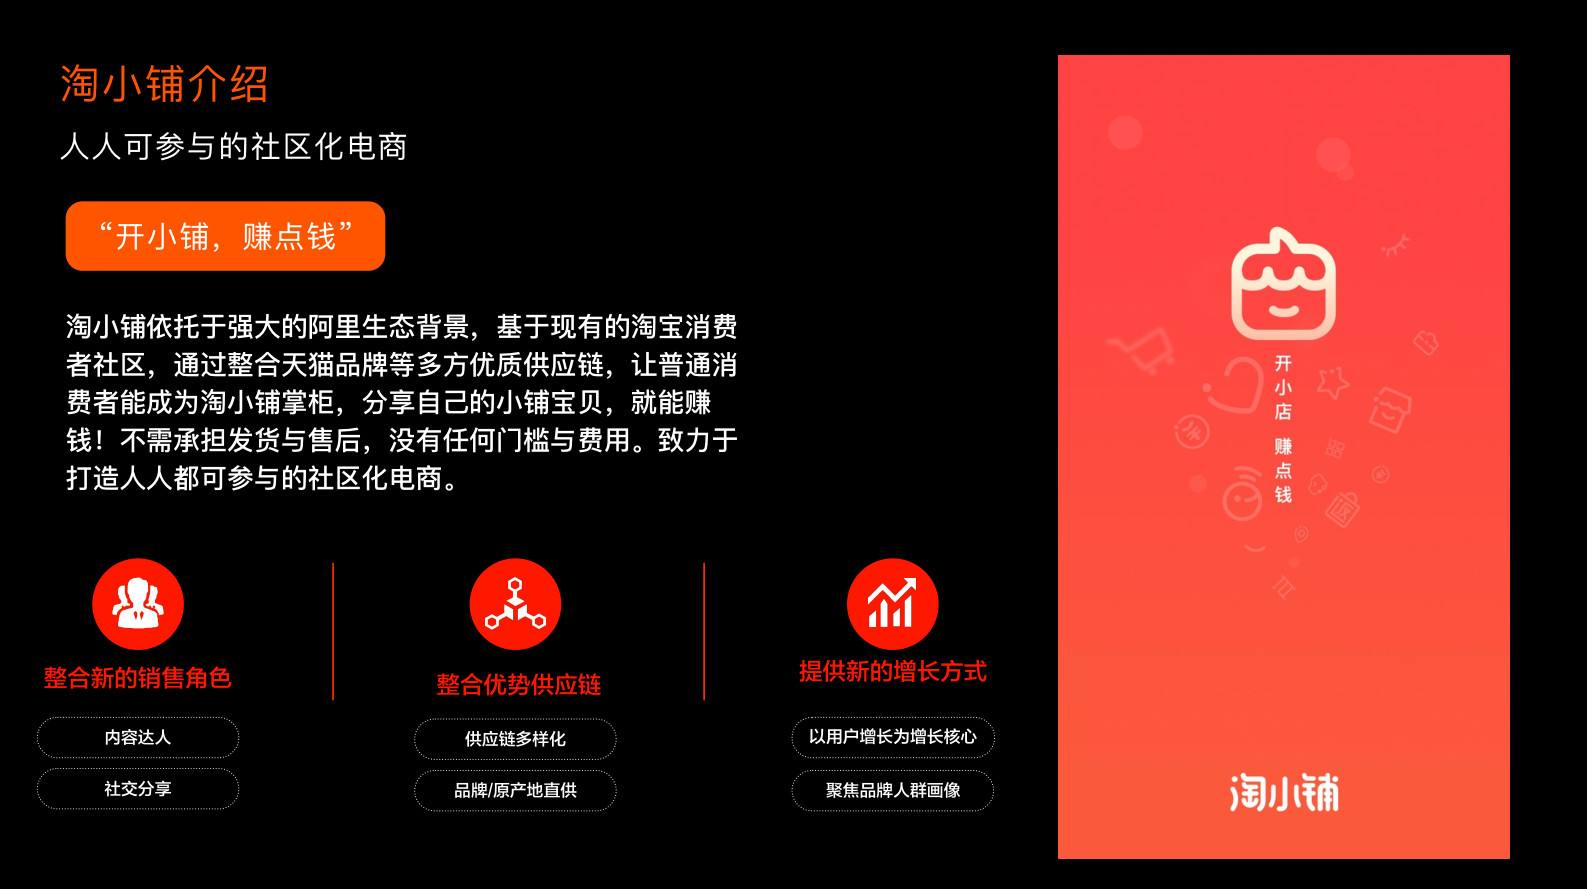 淘小铺介绍
人人可参与的社区化电商
“开小铺，赚点钱”
淘小铺依托于强大的阿里生态背景，基于现有的淘宝消费
者社区，通过整合天猫品牌等多方优质供应链，让普通消
费者能成为淘小铺掌柜，分享自己的小铺宝贝，就能赚
钱！不需承担发货与售后，没有任何门槛与费用。致力于
打造人人都可参与的社区化电商。
整合新的销售角色
内容达人
社交分享
整合优势供应链
供应链多样化
品牌/原产地直供
提供新的增长方式
以用户增长为增长核心
聚焦品牌人群画像
开小店 赚点钱
淘小铺